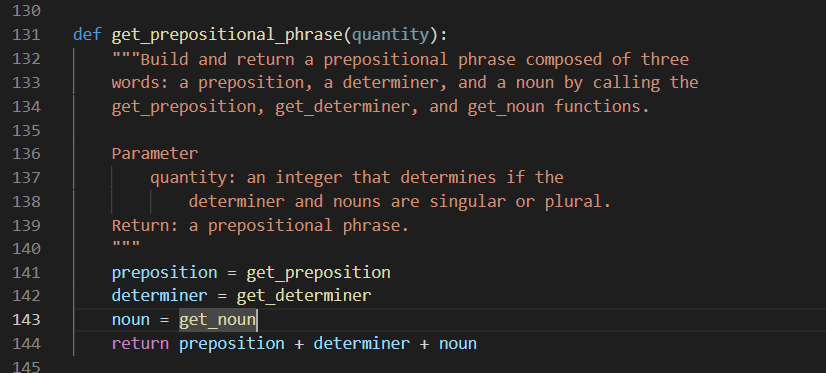 130
131 def get_prepositional_phrase(quantity):
132 """Build and return a prepositional phrase composed of three
133 words: a preposition, a determiner, and a noun by calling the
134 get_preposition, get_determiner, and get_noun functions.
135
136 Parameter
137 quantity: an integer that determines if the
138 determiner and nouns are singular or plural.
139 Return: a prepositional phrase.
140 """
141 preposition = get_preposition
142 determiner = get_determiner
143 noun = get_noun
144 return preposition + determiner + noun
145